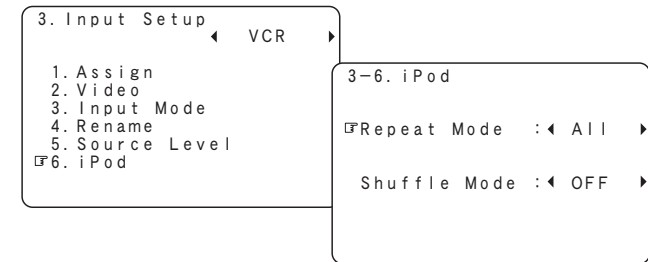 3. Input Setup
◀ VCR ▶
1. Assign
2. Video
3. Input Mode
4. Rename
5. Source Level
☞6. iPod
3-6. iPod
☞Repeat Mode :◀ All ▶
Shuffle Mode :◀ OFF ▶